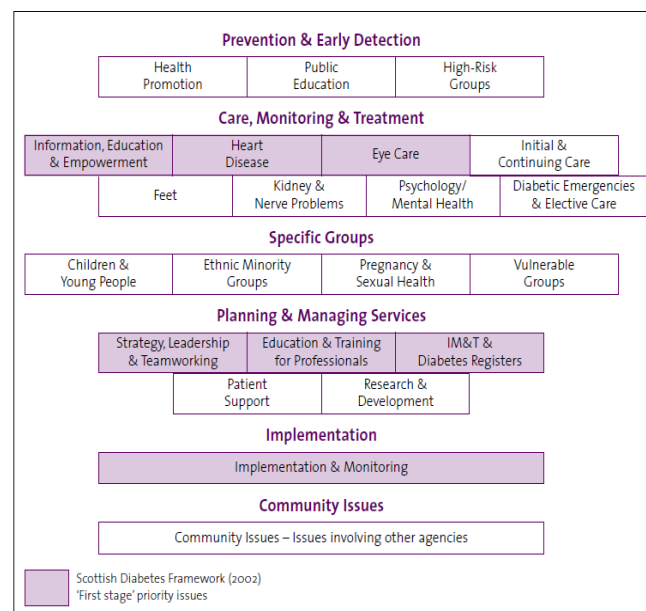 Prevention & Early Detection
Health
Promotion
Public
Education
High-Risk
Groups
Care, Monitoring & Treatment
Information, Education
& Empowerment
Heart
Disease
Eye Care
Initial &
Continuing Care
Feet
Kidney &
Nerve Problems
Psychology/
Mental Health
Diabetic Emergencies
& Elective Care
Specific Groups
Children &
Young People
Ethnic Minority
Groups
Pregnancy &
Sexual Health
Vulnerable
Groups
Planning & Managing Services
Strategy, Leadership
& Teamworking
Education & Training
for Professionals
IM&T &
Diabetes Registers
Patient
Support
Research &
Development
Implementation
Implementation & Monitoring
Community Issues
Community Issues – Issues involving other agencies
Scottish Diabetes Framework (2002)
‘First stage’ priority issues